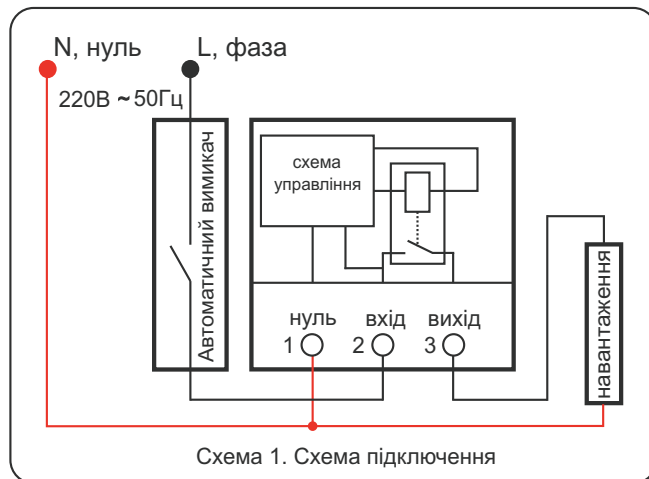 N, нуль
L, фаза
220В ~ 50Гц
Автоматичний вимикач
схема
управління
нуль
вхід
вихід
1
2
3
навантаження
Схема 1. Схема підключення